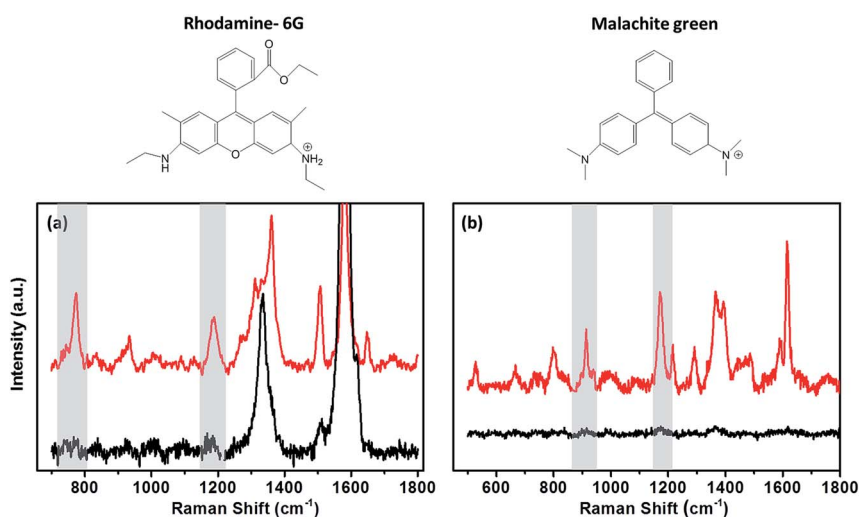 Rhodamine- 6G
Malachite green
O
O
N
H
O
NH₂
+
N
N
+
(a)
(b)
Intensity (a.u.)
800 1000 1200 1400 1600 1800
600 800 1000 1200 1400 1600 1800
Raman Shift (cm⁻¹)
Raman Shift (cm⁻¹)